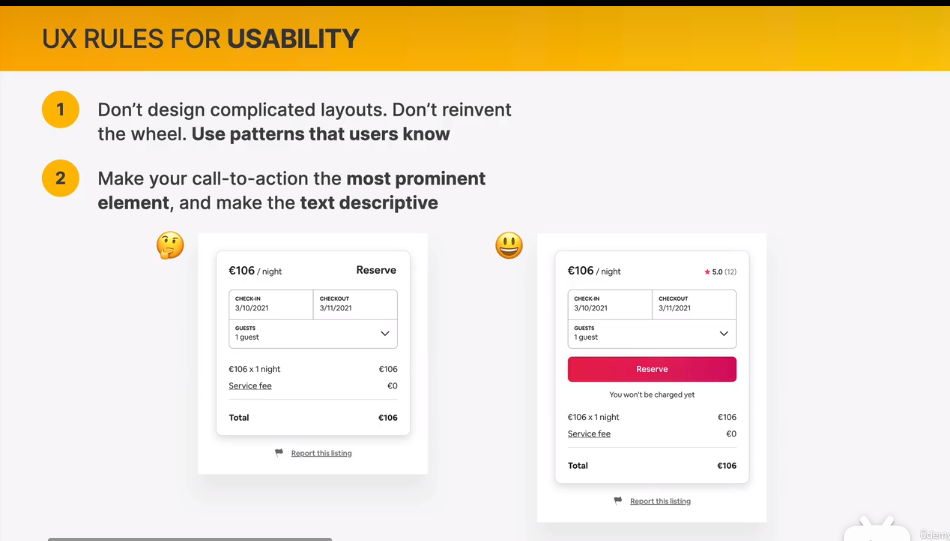 UX RULES FOR USABILITY
1
Don't design complicated layouts. Don't reinvent
the wheel. Use patterns that users know
2
Make your call-to-action the most prominent
element, and make the text descriptive
€106 / night
Reserve
CHECK-IN
3/10/2021
CHECKOUT
3/11/2021
GUESTS
1 guest
€106 x 1 night
€106
Service fee
€0
Total
€106
Report this listing
€106 / night
★ 5.0 (12)
CHECK-IN
3/10/2021
CHECKOUT
3/11/2021
GUESTS
1 guest
Reserve
You won't be charged yet
€106 x 1 night
€106
Service fee
€0
Total
€106
Report this listing
Udemy